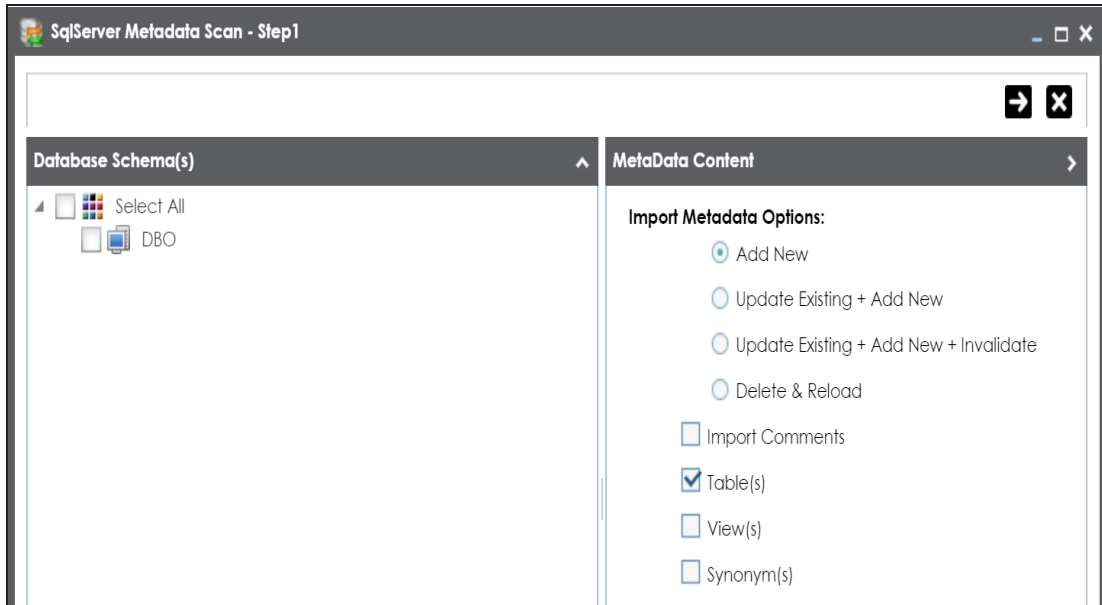 SqlServer Metadata Scan - Step1
Database Schema(s)
Select All
DBO
MetaData Content
Import Metadata Options:
Add New
Update Existing + Add New
Update Existing + Add New + Invalidate
Delete & Reload
Import Comments
Table(s)
View(s)
Synonym(s)